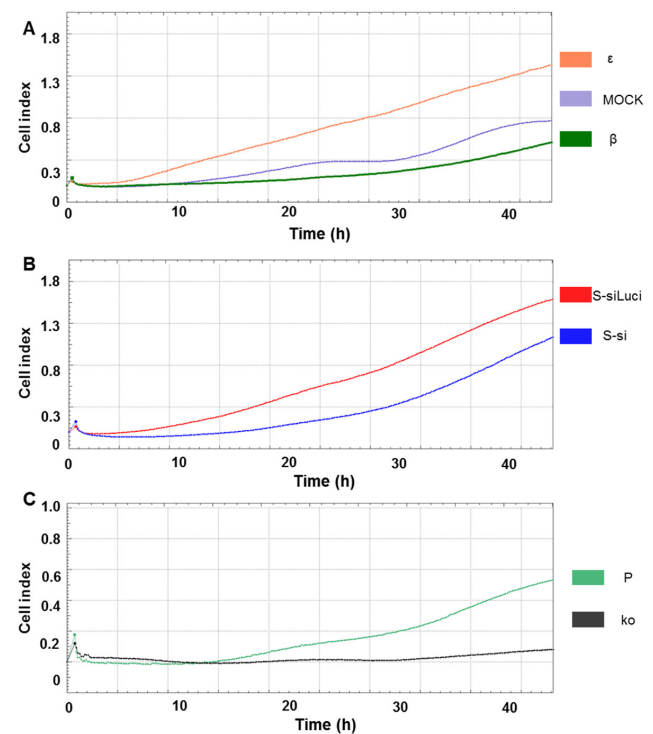 A
1.8
1.3
0.8
0.3
0
Cell index
0 10 20 30 40
Time (h)
ε
MOCK
β
B
1.8
1.3
0.8
0.3
0
Cell index
0 10 20 30 40
Time (h)
S-siLuci
S-si
C
1.0
0.8
0.6
0.4
0.2
0
Cell index
0 10 20 30 40
Time (h)
P
ko